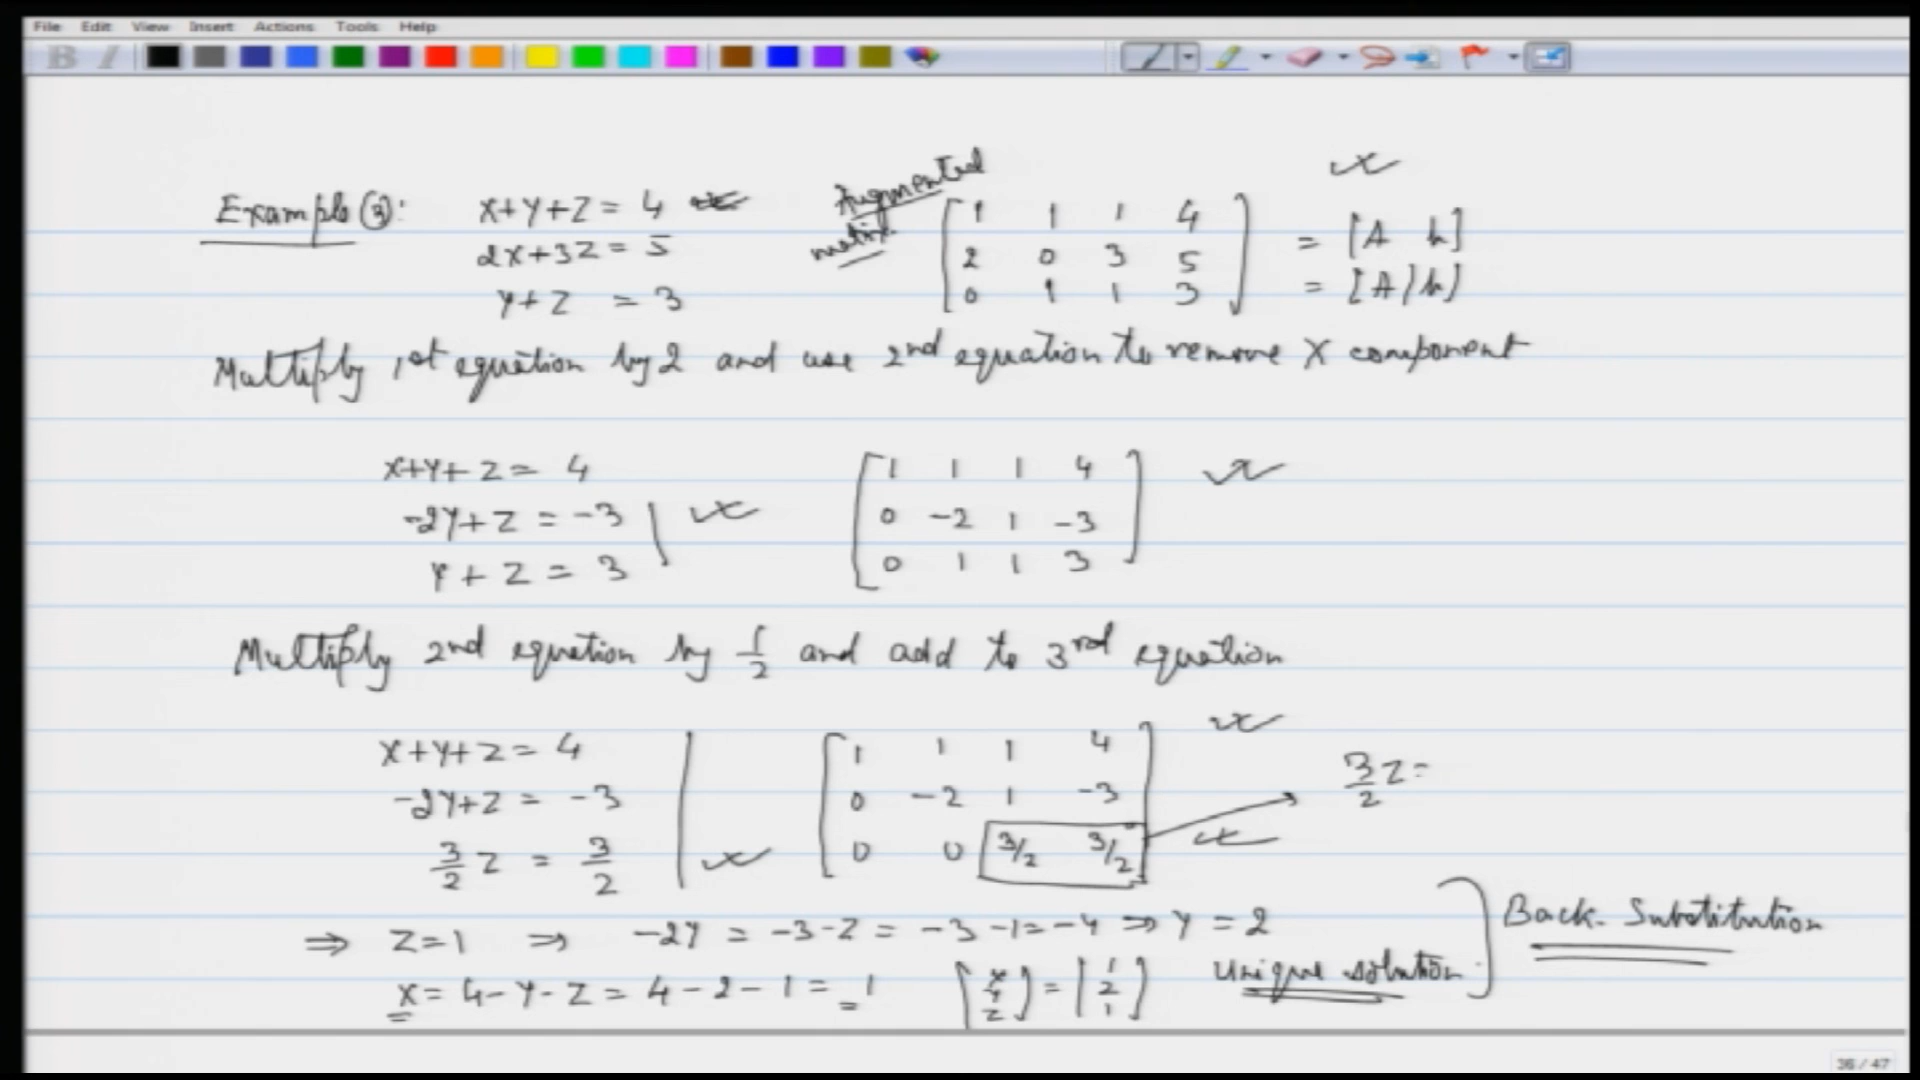 File Edit View Insert Actions Tools Help
B I
Example ③: x+y+z = 4
2x+3z = 5
y+z = 3
Augmented matrix
[1 1 1 4
2 0 3 5
0 1 1 3]
= [A b]
= [A|b]
Multiply 1st equation by 2 and use 2nd equation to remove x component
x+y+z = 4
-2y+z = -3
y+z = 3
[1 1 1 4
0 -2 1 -3
0 1 1 3]
Multiply 2nd equation by 1/2 and add to 3rd equation
x+y+z = 4
-2y+z = -3
3/2 z = 3/2
[1 1 1 4
0 -2 1 -3
0 0 3/2 3/2]
3/2 z =
⇒ z=1 ⇒ -2y = -3-z = -3-1=-4 ⇒ y = 2
x = 4-y-z = 4-2-1 = 1 [x y z] = [1 2 1] Unique solution.
Back-Substitution
36 / 47